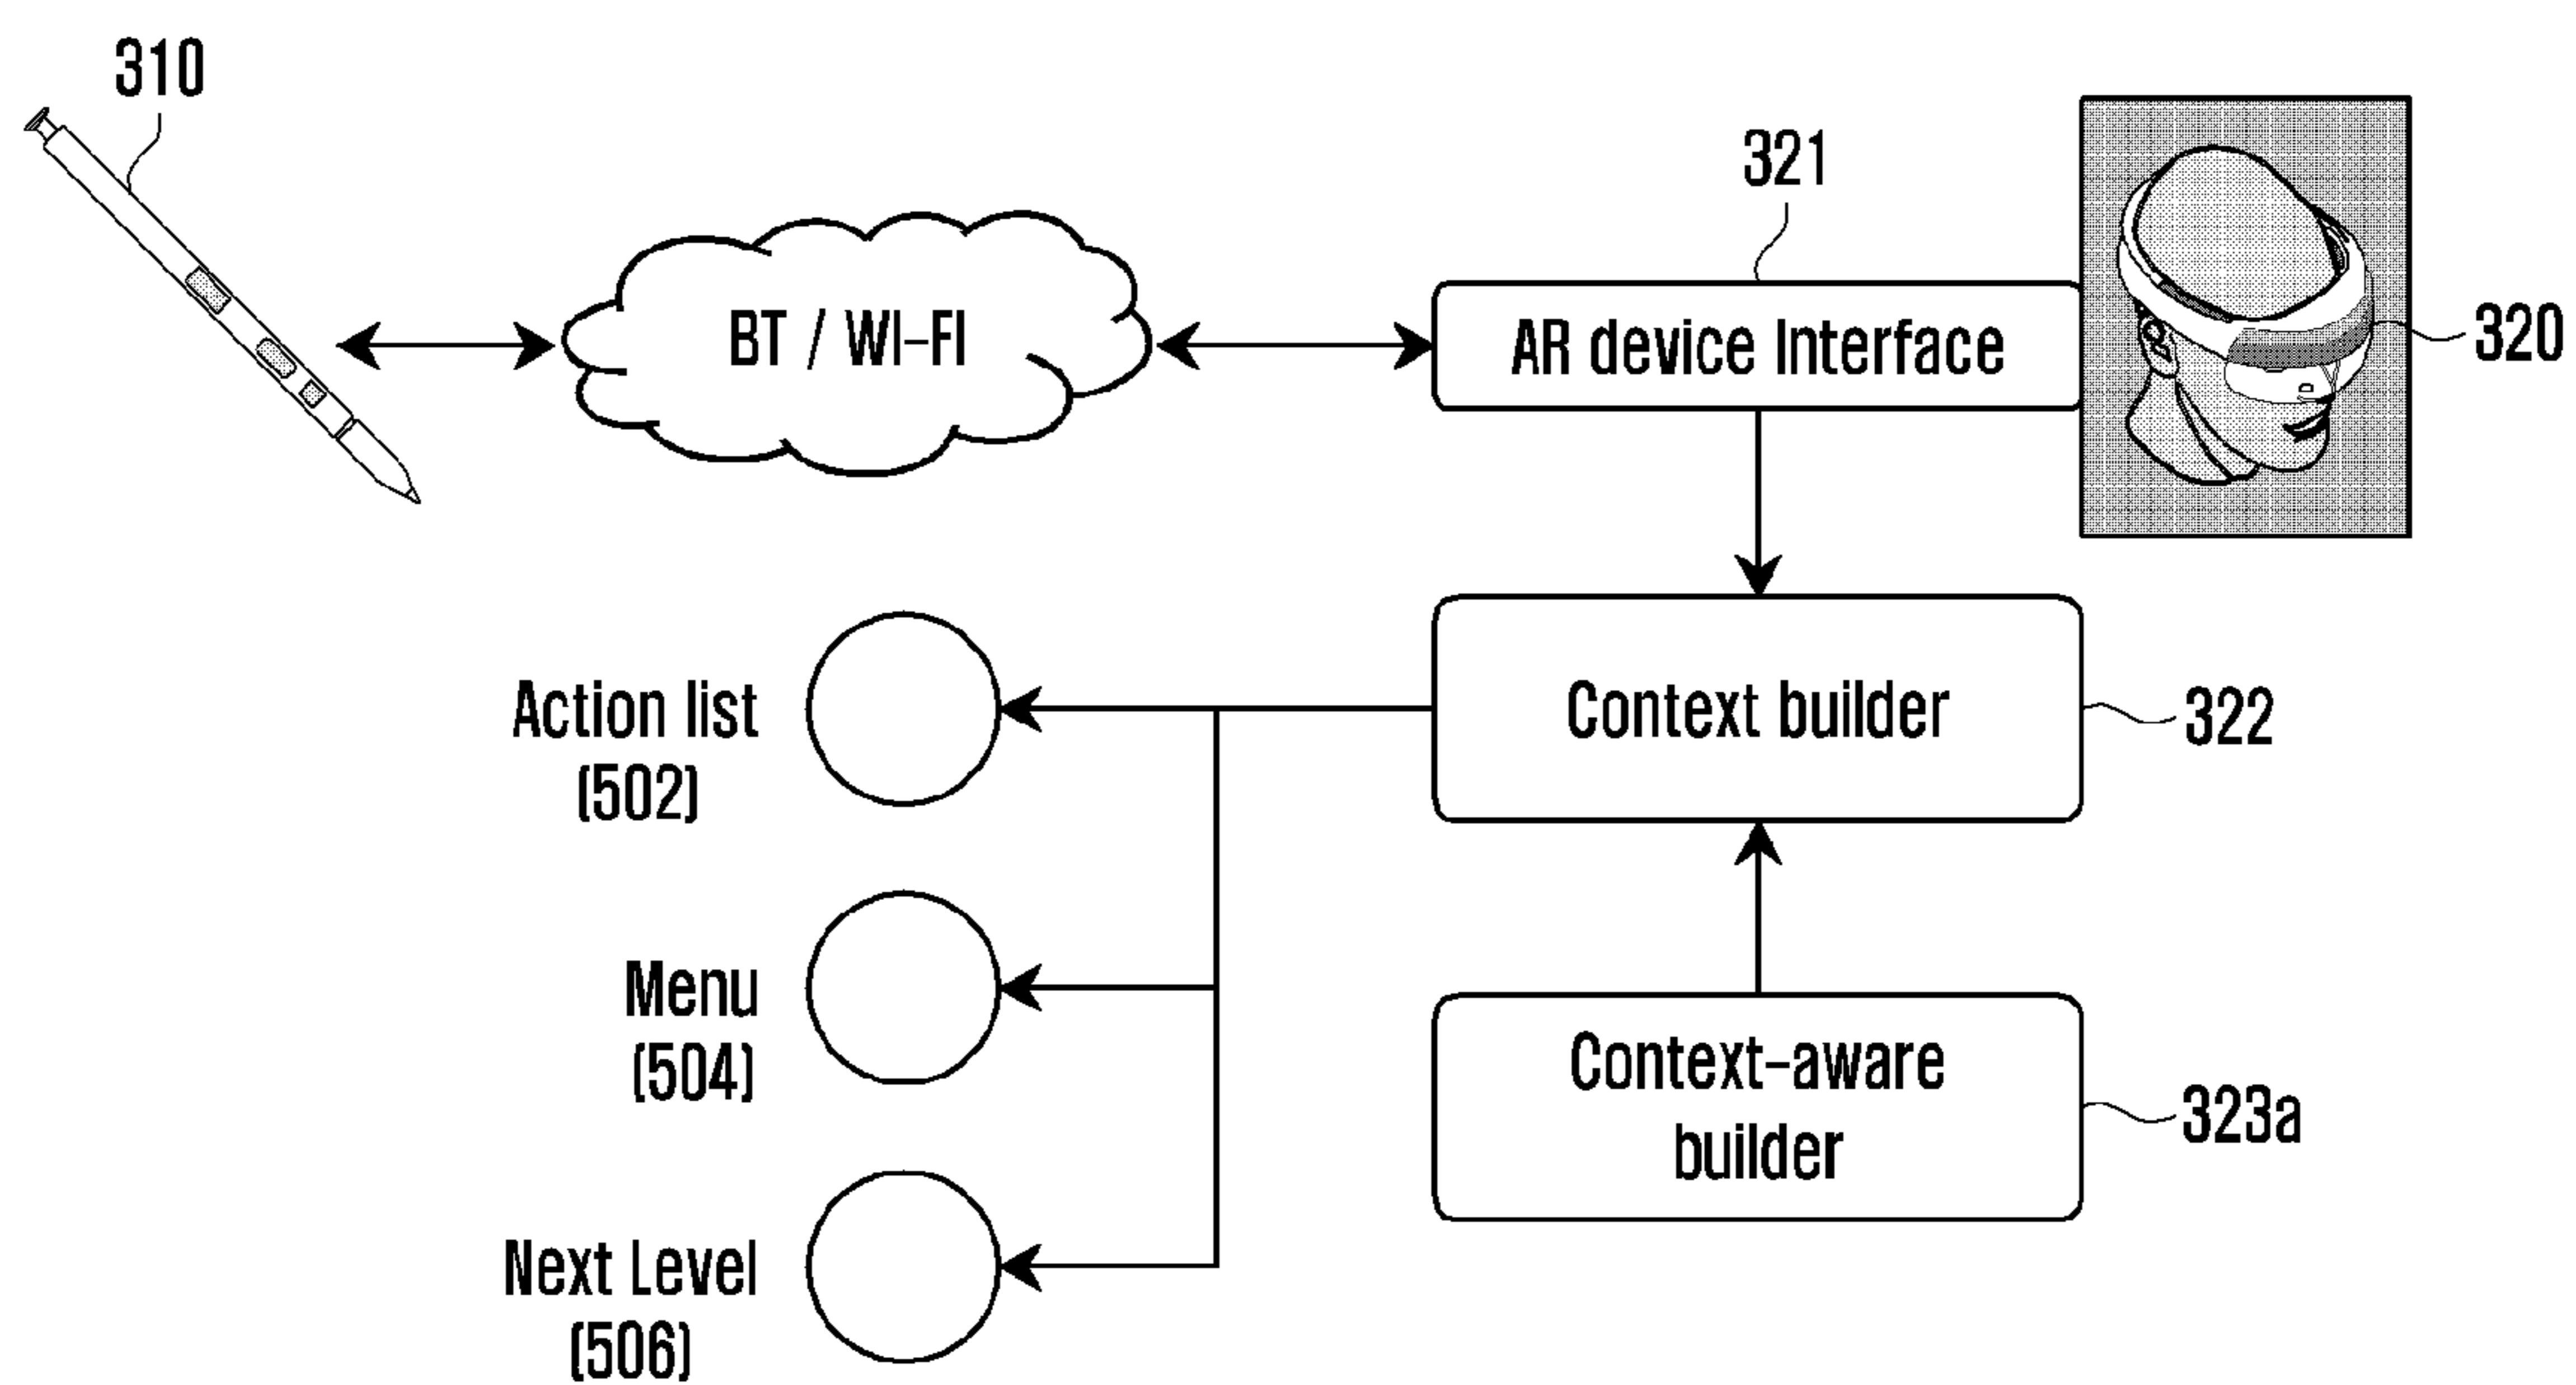 310
321
BT / WI-FI
AR device Interface
320
Action list
(502)
Context builder
322
Menu
(504)
Context-aware
builder
323a
Next Level
(506)